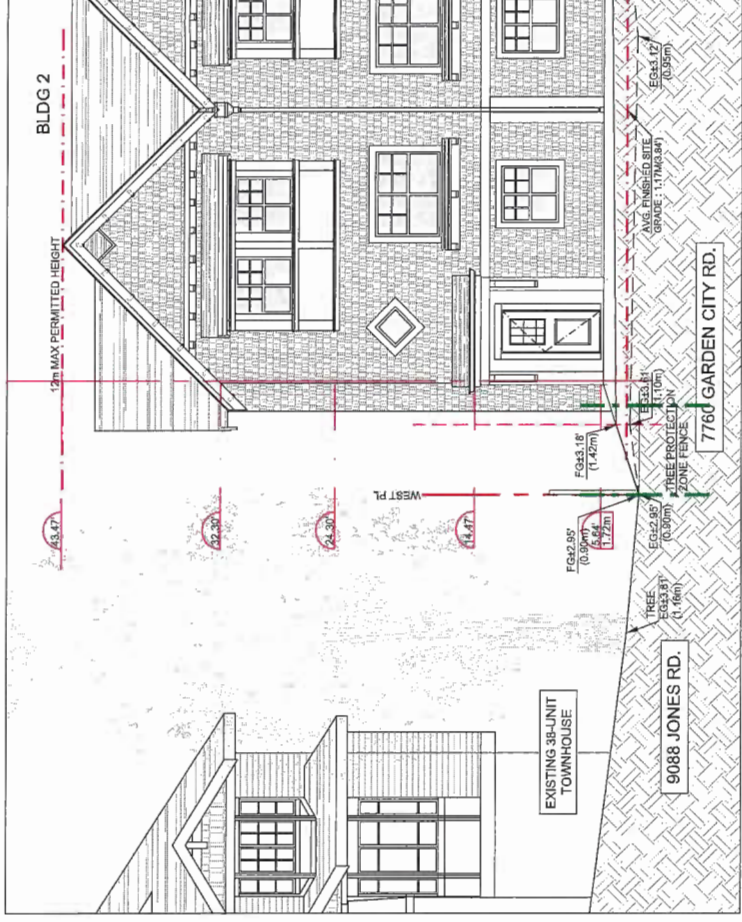 BLDG 2
12m MAX PERMITTED HEIGHT
43.47'
32.30'
24.30'
14.47'
WEST PL
FG±3.18'
(1.42m)
FG±2.95'
(0.90m)
5.64'
1.72m
EG±2.95'
(0.90m)
TREE
EG±3.81'
(1.16m)
EG±3.61'
(1.10m)
TREE PROTECTION
ZONE FENCE
AVG. FINISHED SITE
GRADE : 1.17M(3.84')
EG±3.12'
(0.95m)
7760 GARDEN CITY RD.
EXISTING 38-UNIT
TOWNHOUSE
9088 JONES RD.